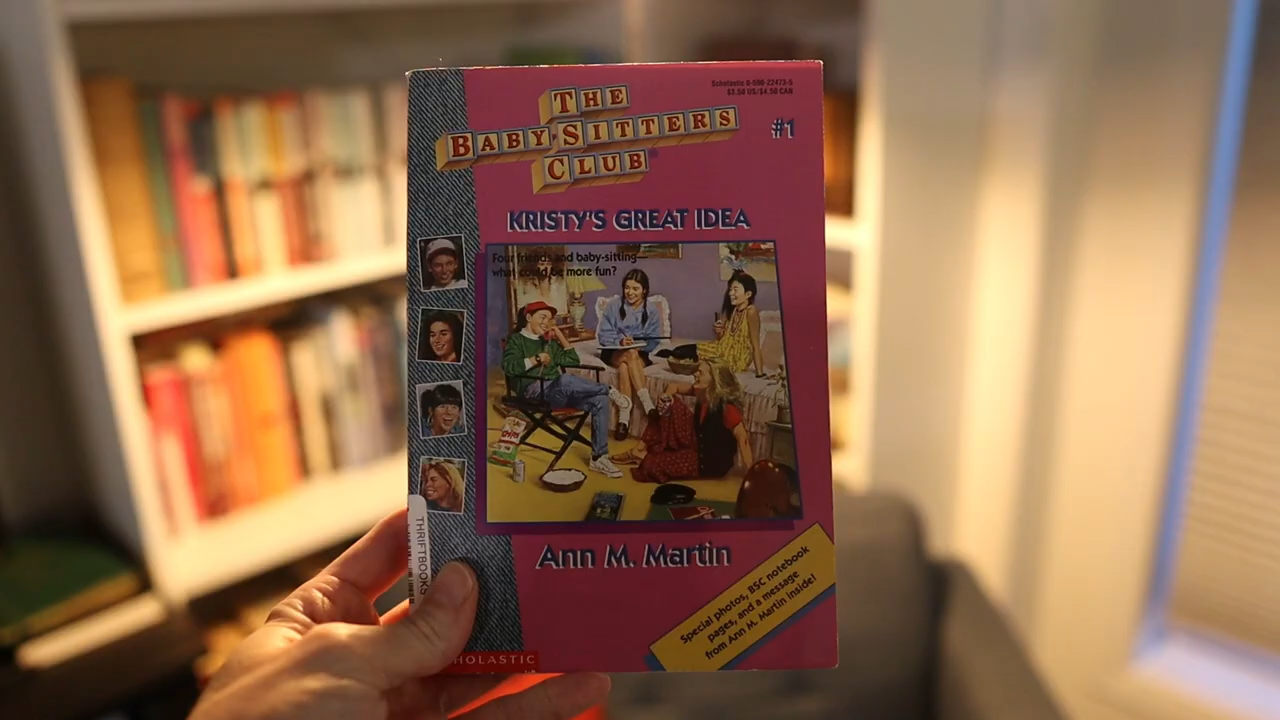 Scholastic 0-590-22473-5
$3.50 US/$4.50 CAN
THE
BABY-SITTERS
CLUB
#1
KRISTY'S GREAT IDEA
Four friends and baby-sitting—
what could be more fun?
Ann M. Martin
Special photos, BSC notebook
pages, and a message
from Ann M. Martin inside!
THRIFTBOOKS
HOLASTIC